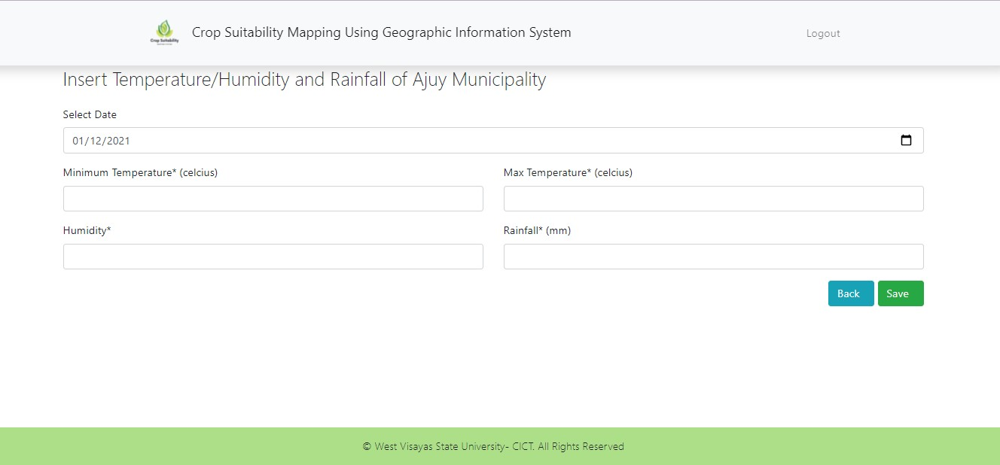 Crop Suitability
Crop Suitability Mapping Using Geographic Information System
Logout
Insert Temperature/Humidity and Rainfall of Ajuy Municipality
Select Date
01/12/2021
Minimum Temperature* (celcius)
Max Temperature* (celcius)
Humidity*
Rainfall* (mm)
Back
Save
© West Visayas State University- CICT. All Rights Reserved